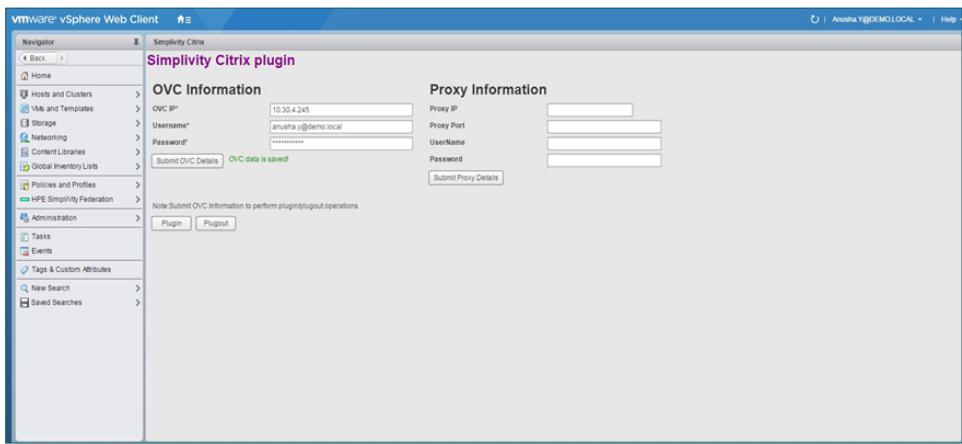 vmware® vSphere Web Client
Anusha.Y@DEMO.LOCAL | Help
Navigator
Back
Home
Hosts and Clusters
VMs and Templates
Storage
Networking
Content Libraries
Global Inventory Lists
Policies and Profiles
HPE SimpliVity Federation
Administration
Tasks
Events
Tags & Custom Attributes
New Search
Saved Searches
Simplivity Citrix
Simplivity Citrix plugin
OVC Information
OVC IP* 10.30.4.245
Username* anusha.y@demo.local
Password* ***********
Submit OVC Details OVC data is saved!
Note:Submit OVC Information to perform plugin/plugout operations
Plugin Plugout
Proxy Information
Proxy IP
Proxy Port
UserName
Password
Submit Proxy Details